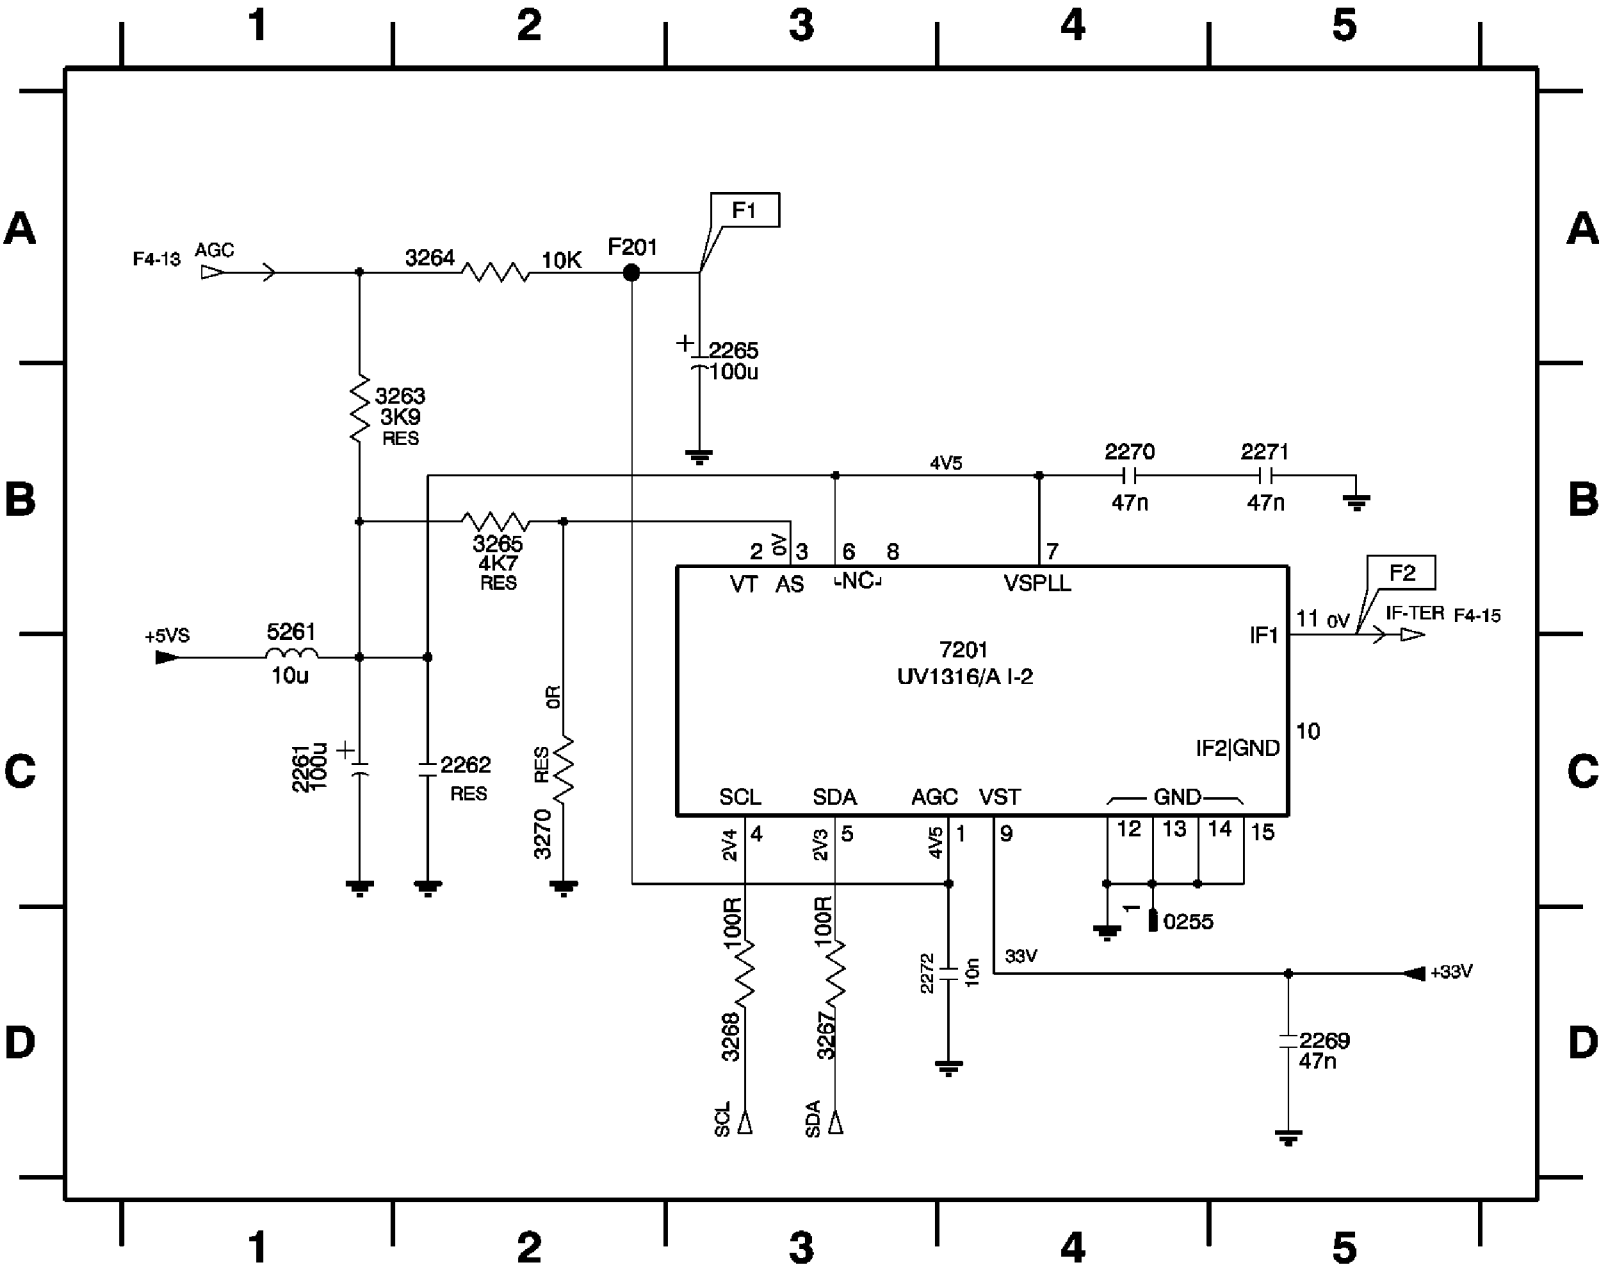 1 2 3 4 5
A A
F1
F4-13 AGC
3264 10K F201
2265
100u
3263
3K9
RES
B B
4V5 2270 2271
47n 47n
3265
4K7
RES
0V
2 3 6 8 7
VT AS NC VSPLL
F2
11 0V IF-TER F4-15
IF1
+5VS
5261
10u
7201
UV1316/A I-2
10
IF2|GND
0R
RES
3270
C C
2261
100u
2262
RES
SCL SDA AGC VST GND
2V4 4 2V3 5 4V5 1 9 12 13 14 15
1 0255
100R 100R
3268 3267
2272 10n
33V
+33V
D D
2269
47n
SCL SDA
1 2 3 4 5